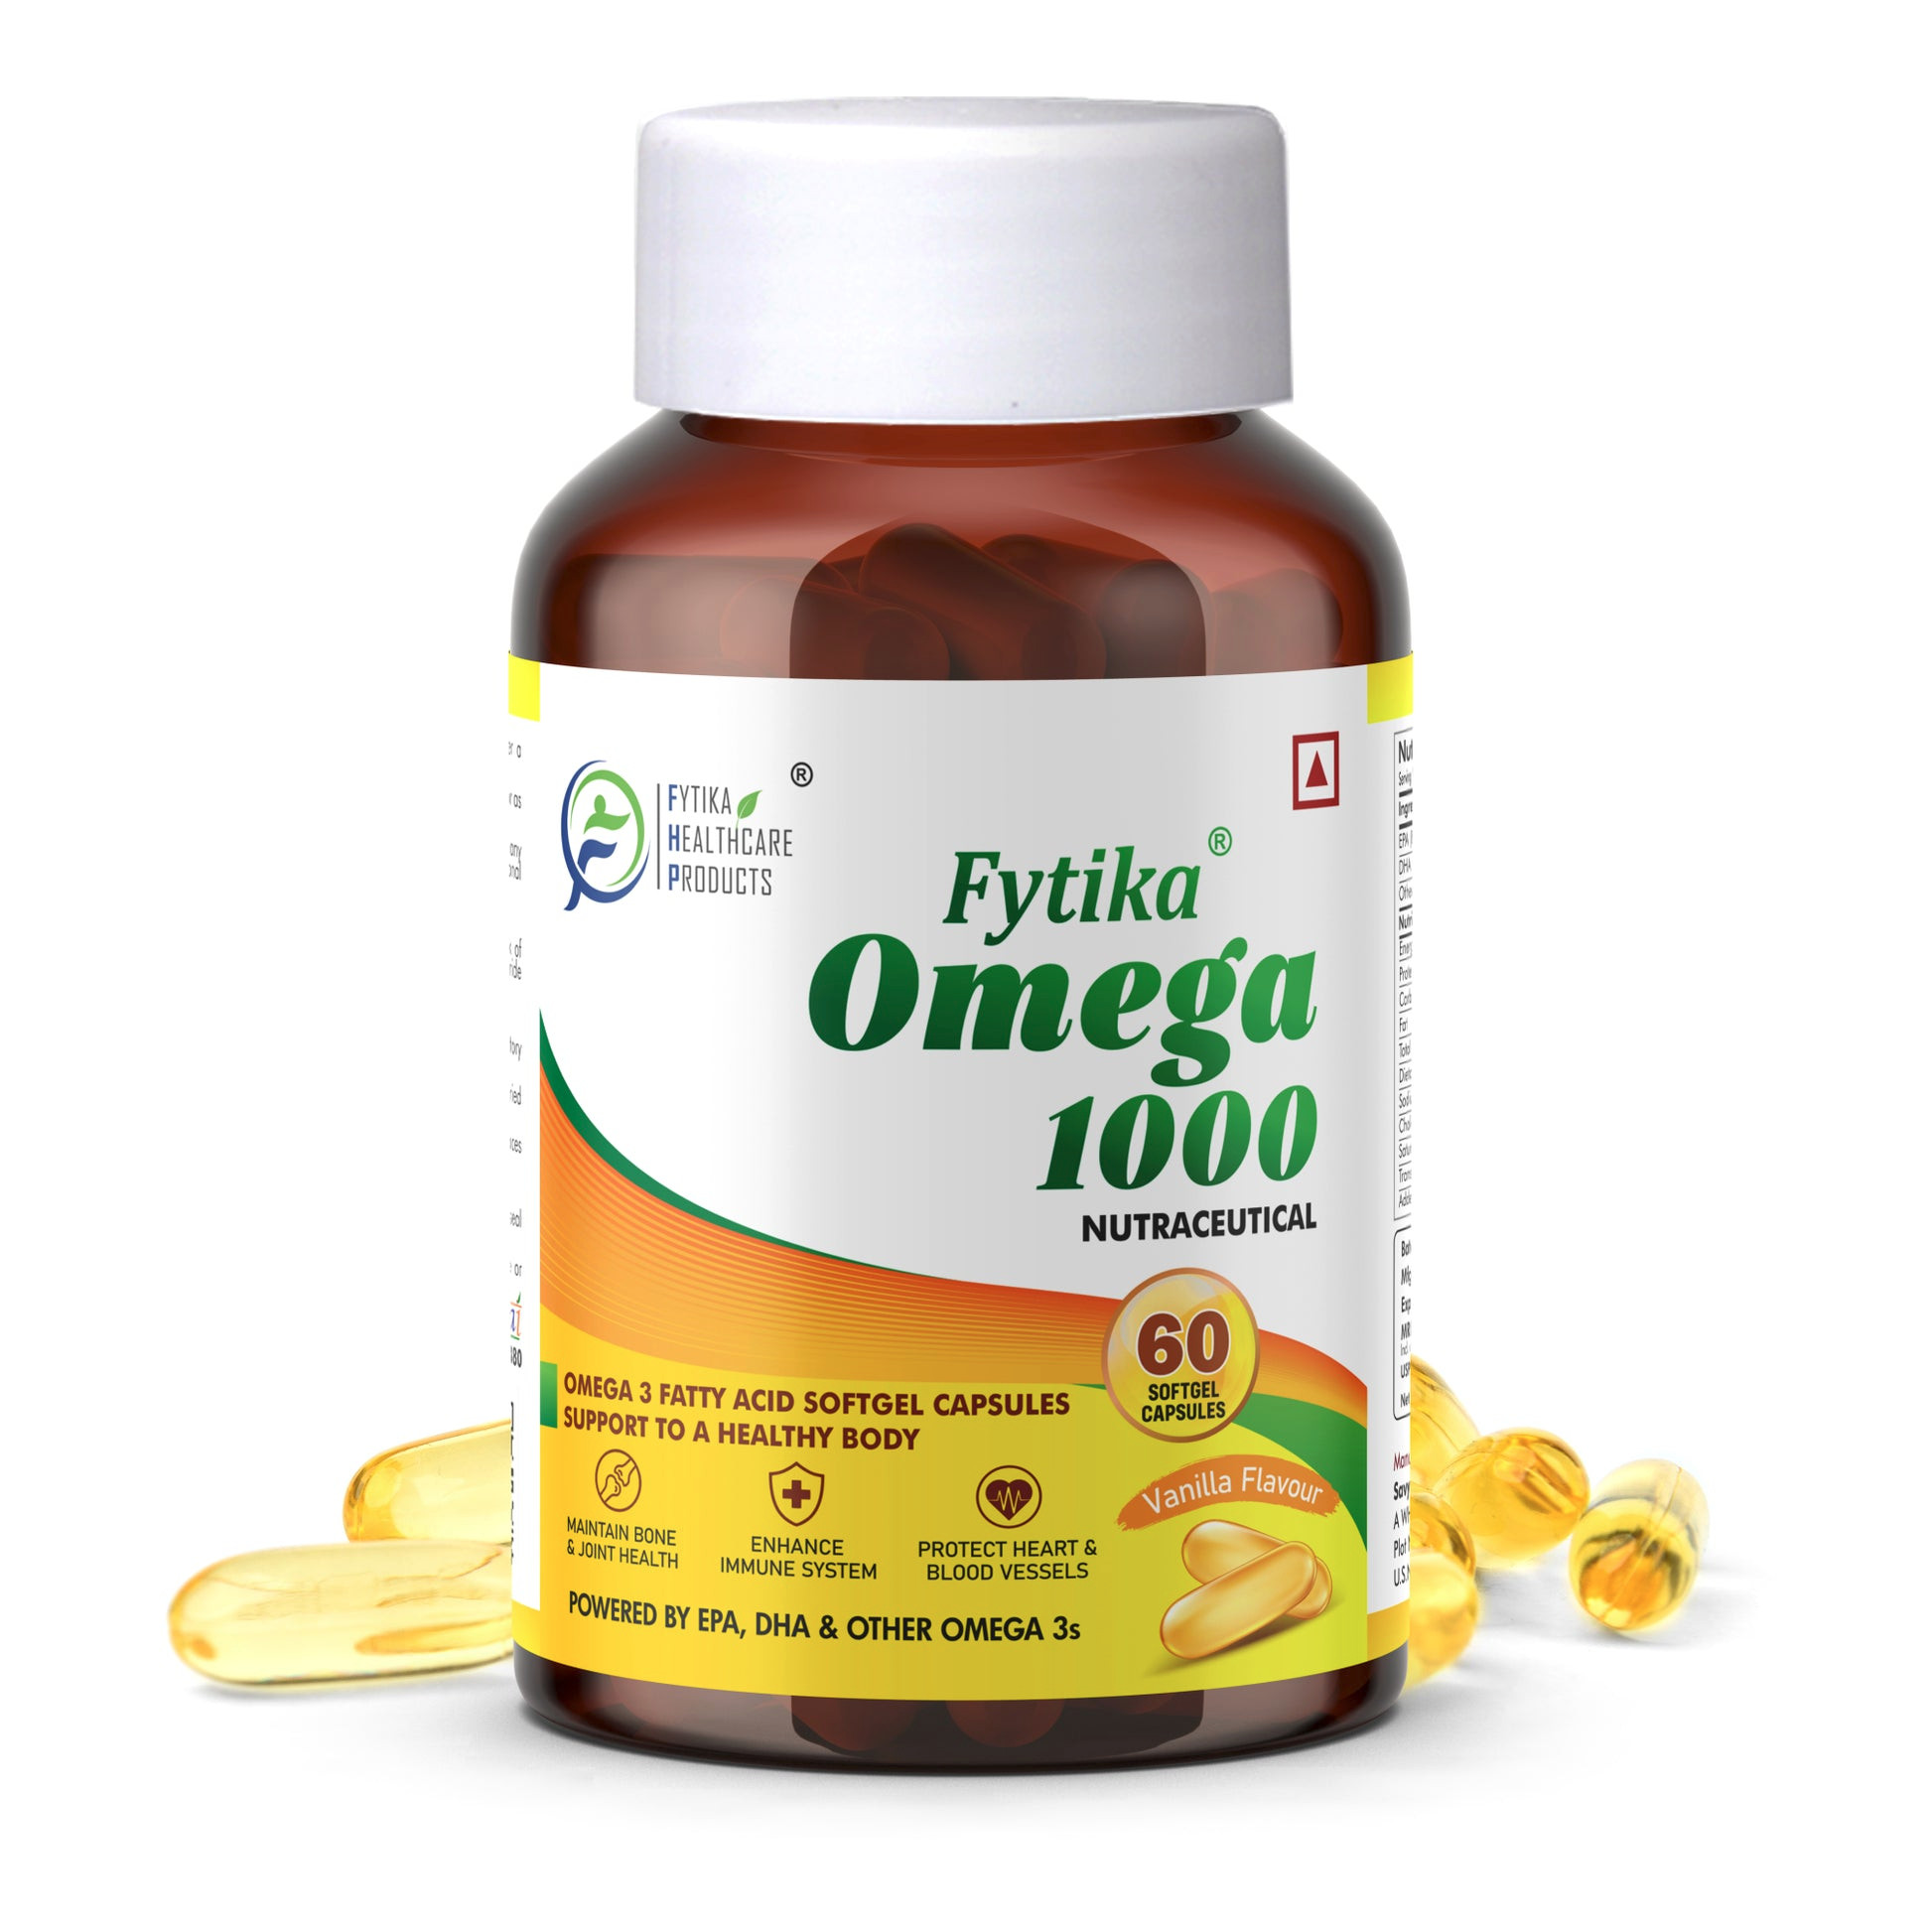 FYTIKA
HEALTHCARE
PRODUCTS
®
Fytika®
Omega
1000
NUTRACEUTICAL
60
SOFTGEL
CAPSULES
OMEGA 3 FATTY ACID SOFTGEL CAPSULES
SUPPORT TO A HEALTHY BODY
Vanilla Flavour
MAINTAIN BONE
& JOINT HEALTH
ENHANCE
IMMUNE SYSTEM
PROTECT HEART &
BLOOD VESSELS
POWERED BY EPA, DHA & OTHER OMEGA 3s